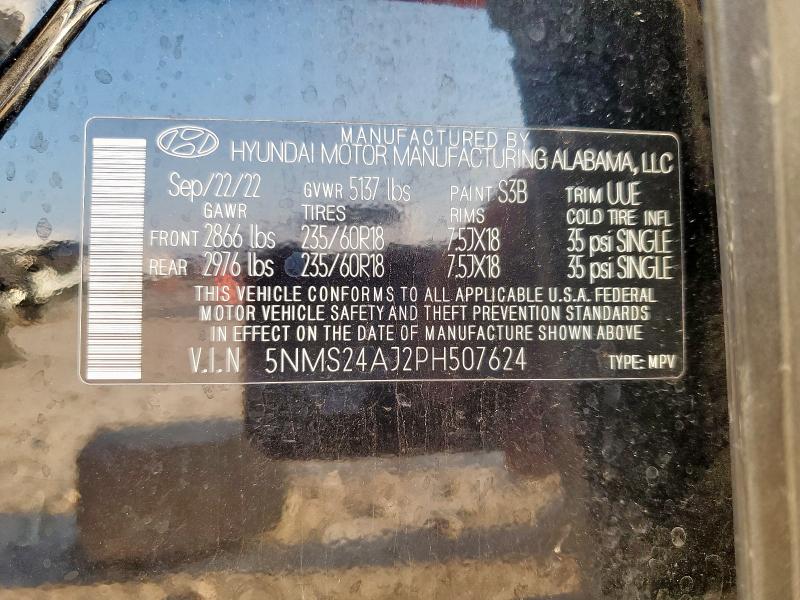 MANUFACTURED BY
HYUNDAI MOTOR MANUFACTURING ALABAMA, LLC
Sep/22/22 GVWR 5137 lbs PAINT S3B TRIM UUE
GAWR TIRES RIMS COLD TIRE INFL
FRONT 2866 lbs 235/60R18 7.5JX18 35 psi SINGLE
REAR 2976 lbs 235/60R18 7.5JX18 35 psi SINGLE
THIS VEHICLE CONFORMS TO ALL APPLICABLE U.S.A. FEDERAL
MOTOR VEHICLE SAFETY AND THEFT PREVENTION STANDARDS
IN EFFECT ON THE DATE OF MANUFACTURE SHOWN ABOVE
V.I.N 5NMS24AJ2PH507624 TYPE: MPV